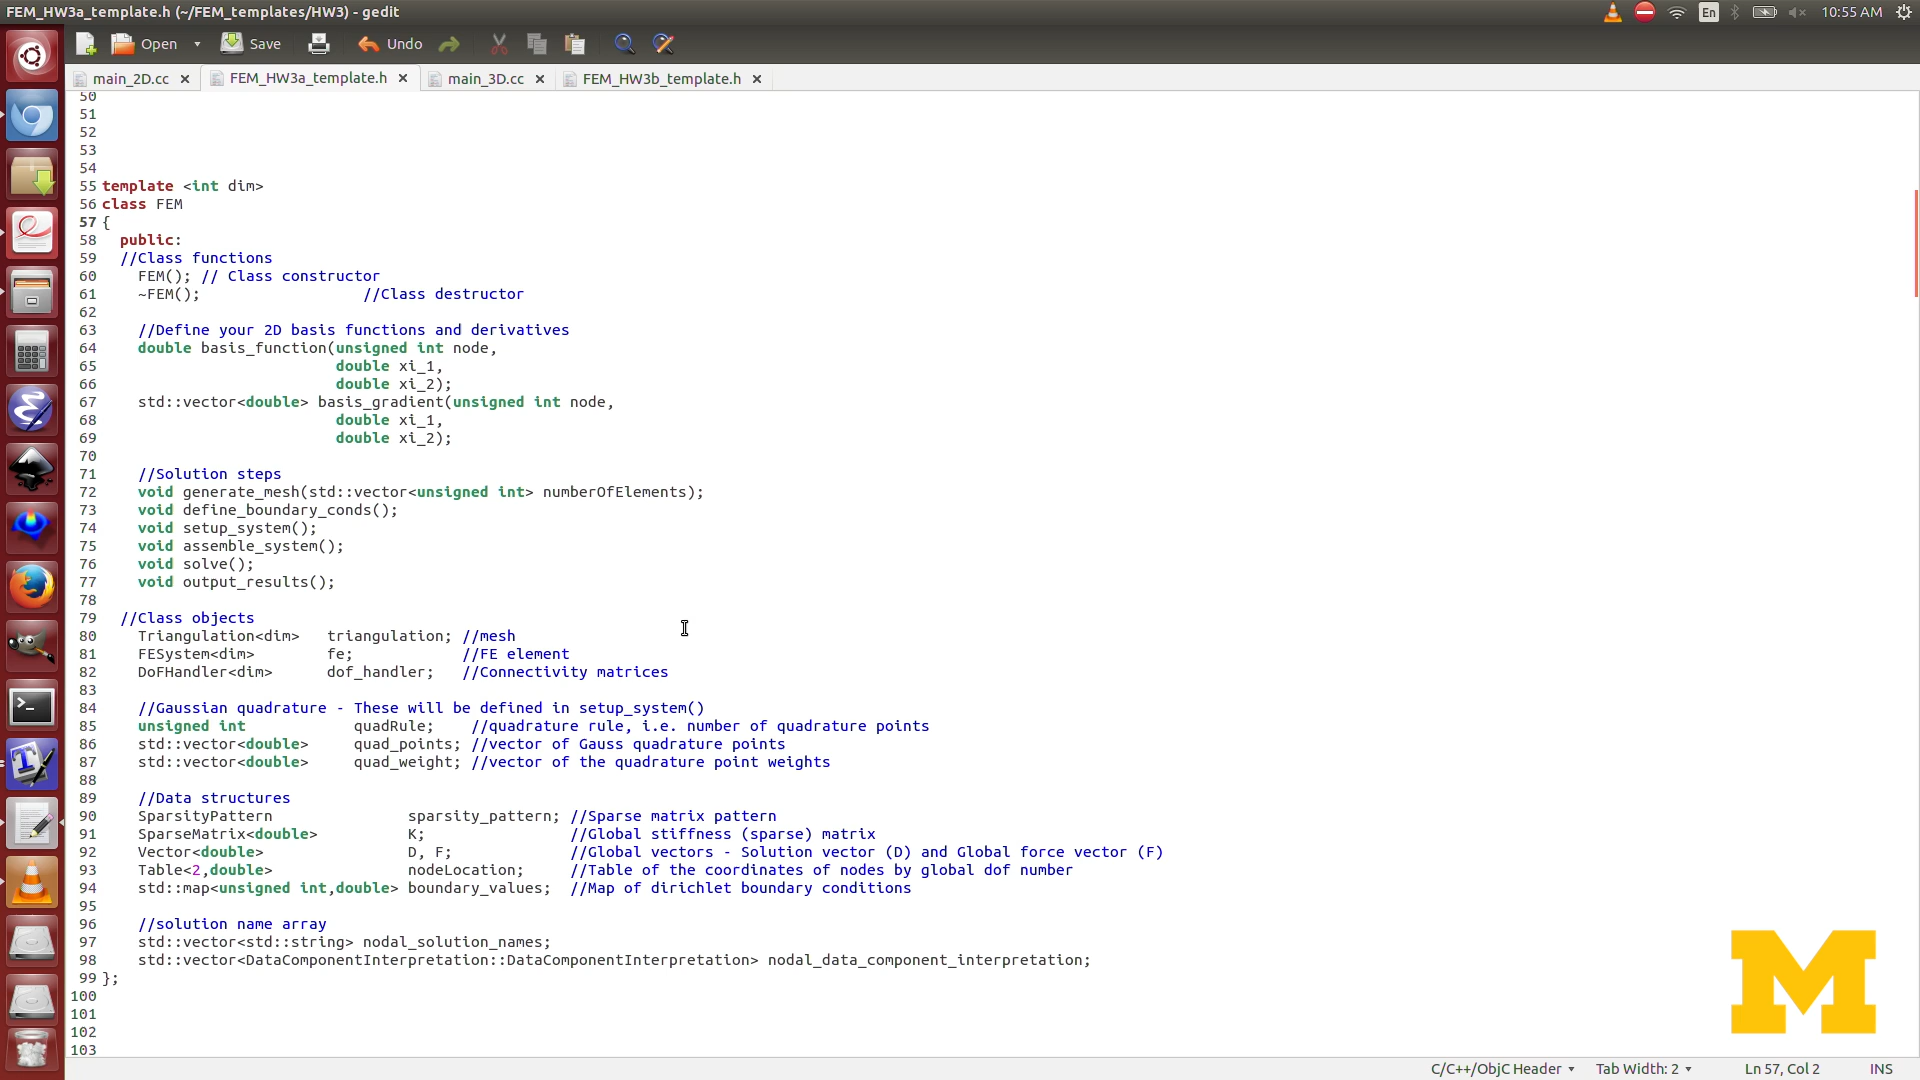 FEM_HW3a_template.h (~/FEM_templates/HW3) - gedit
En
10:55 AM
Open
Save
Undo
main_2D.cc
FEM_HW3a_template.h
main_3D.cc
FEM_HW3b_template.h
50
51
52
53
54
55 template <int dim>
56 class FEM
57 {
58 public:
59 //Class functions
60 FEM(); // Class constructor
61 ~FEM(); //Class destructor
62
63 //Define your 2D basis functions and derivatives
64 double basis_function(unsigned int node,
65 double xi_1,
66 double xi_2);
67 std::vector<double> basis_gradient(unsigned int node,
68 double xi_1,
69 double xi_2);
70
71 //Solution steps
72 void generate_mesh(std::vector<unsigned int> numberOfElements);
73 void define_boundary_conds();
74 void setup_system();
75 void assemble_system();
76 void solve();
77 void output_results();
78
79 //Class objects
80 Triangulation<dim> triangulation; //mesh
81 FESystem<dim> fe; //FE element
82 DoFHandler<dim> dof_handler; //Connectivity matrices
83
84 //Gaussian quadrature - These will be defined in setup_system()
85 unsigned int quadRule; //quadrature rule, i.e. number of quadrature points
86 std::vector<double> quad_points; //vector of Gauss quadrature points
87 std::vector<double> quad_weight; //vector of the quadrature point weights
88
89 //Data structures
90 SparsityPattern sparsity_pattern; //Sparse matrix pattern
91 SparseMatrix<double> K; //Global stiffness (sparse) matrix
92 Vector<double> D, F; //Global vectors - Solution vector (D) and Global force vector (F)
93 Table<2,double> nodeLocation; //Table of the coordinates of nodes by global dof number
94 std::map<unsigned int,double> boundary_values; //Map of dirichlet boundary conditions
95
96 //solution name array
97 std::vector<std::string> nodal_solution_names;
98 std::vector<DataComponentInterpretation::DataComponentInterpretation> nodal_data_component_interpretation;
99 };
100
101
102
103
M
C/C++/ObjC Header
Tab Width: 2
Ln 57, Col 2
INS